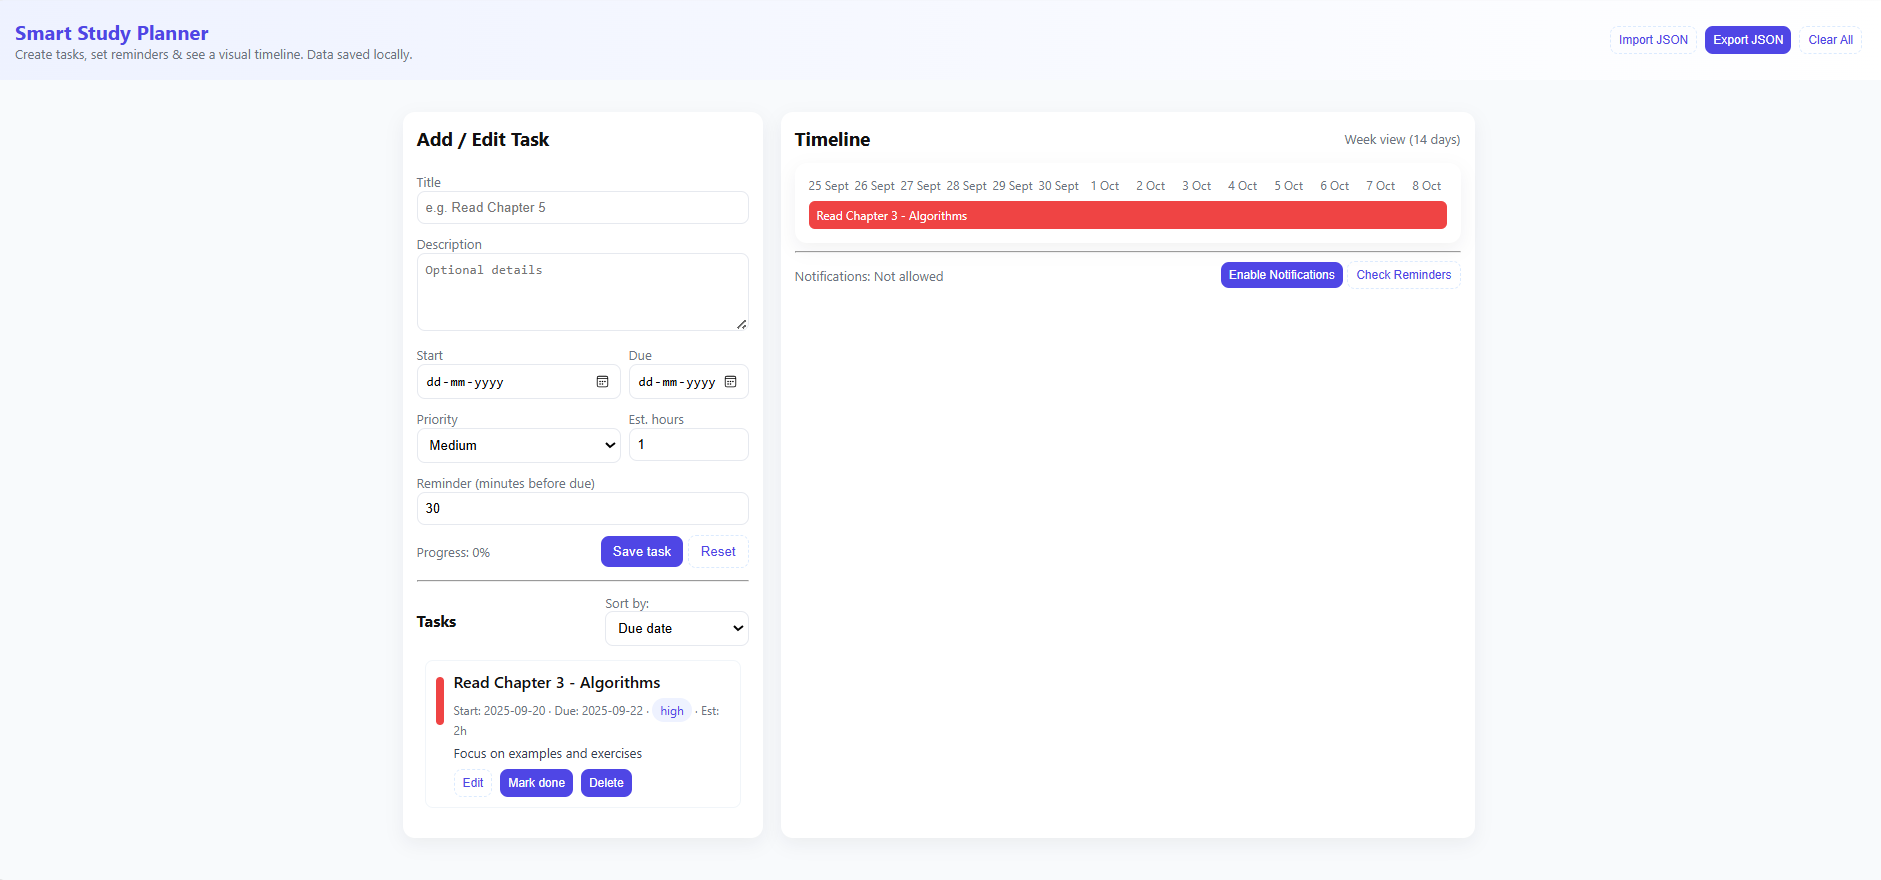 Smart Study Planner
Create tasks, set reminders & see a visual timeline. Data saved locally.
Import JSON
Export JSON
Clear All
Add / Edit Task
Title
e.g. Read Chapter 5
Description
Optional details
Start
Due
dd-mm-yyyy
dd-mm-yyyy
Priority
Est. hours
Medium
1
Reminder (minutes before due)
30
Progress: 0%
Save task
Reset
Tasks
Sort by:
Due date
Read Chapter 3 - Algorithms
Start: 2025-09-20 · Due: 2025-09-22 · high · Est:
2h
Focus on examples and exercises
Edit
Mark done
Delete
Timeline
Week view (14 days)
25 Sept 26 Sept 27 Sept 28 Sept 29 Sept 30 Sept 1 Oct 2 Oct 3 Oct 4 Oct 5 Oct 6 Oct 7 Oct 8 Oct
Read Chapter 3 - Algorithms
Notifications: Not allowed
Enable Notifications
Check Reminders